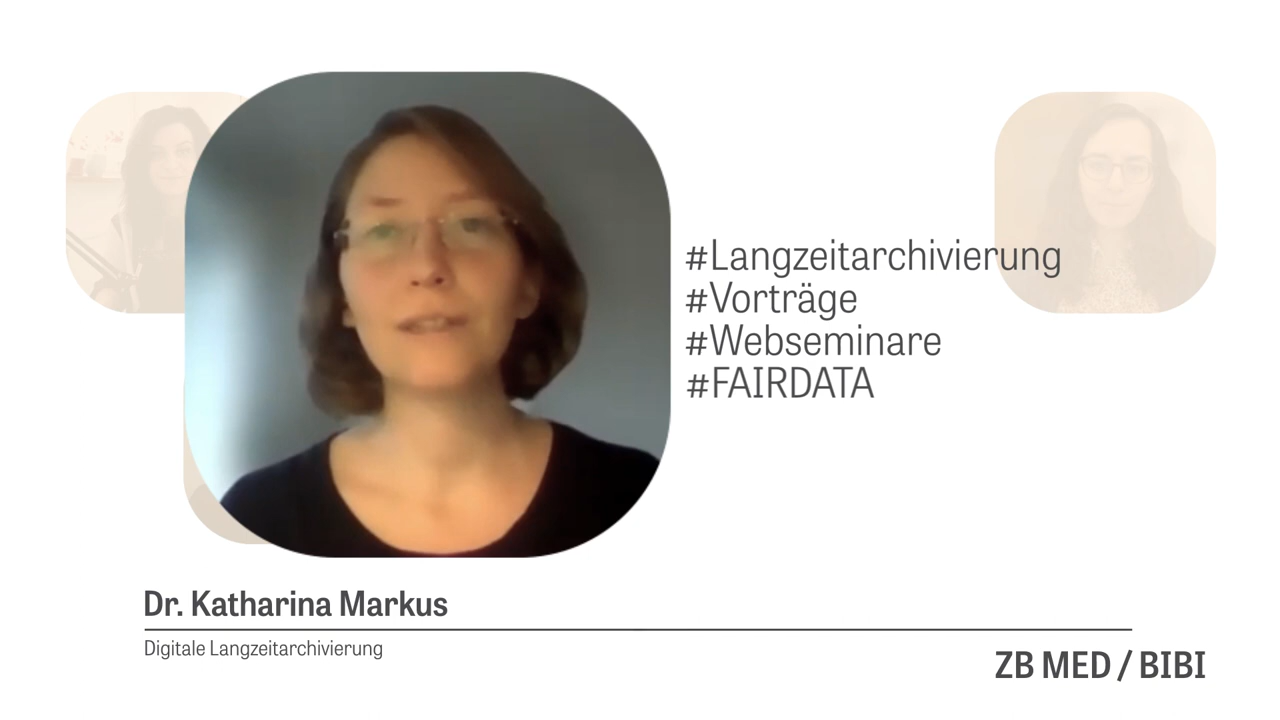 #Langzeitarchivierung
#Vorträge
#Webseminare
#FAIRDATA
Dr. Katharina Markus
Digitale Langzeitarchivierung
ZB MED / BIBI